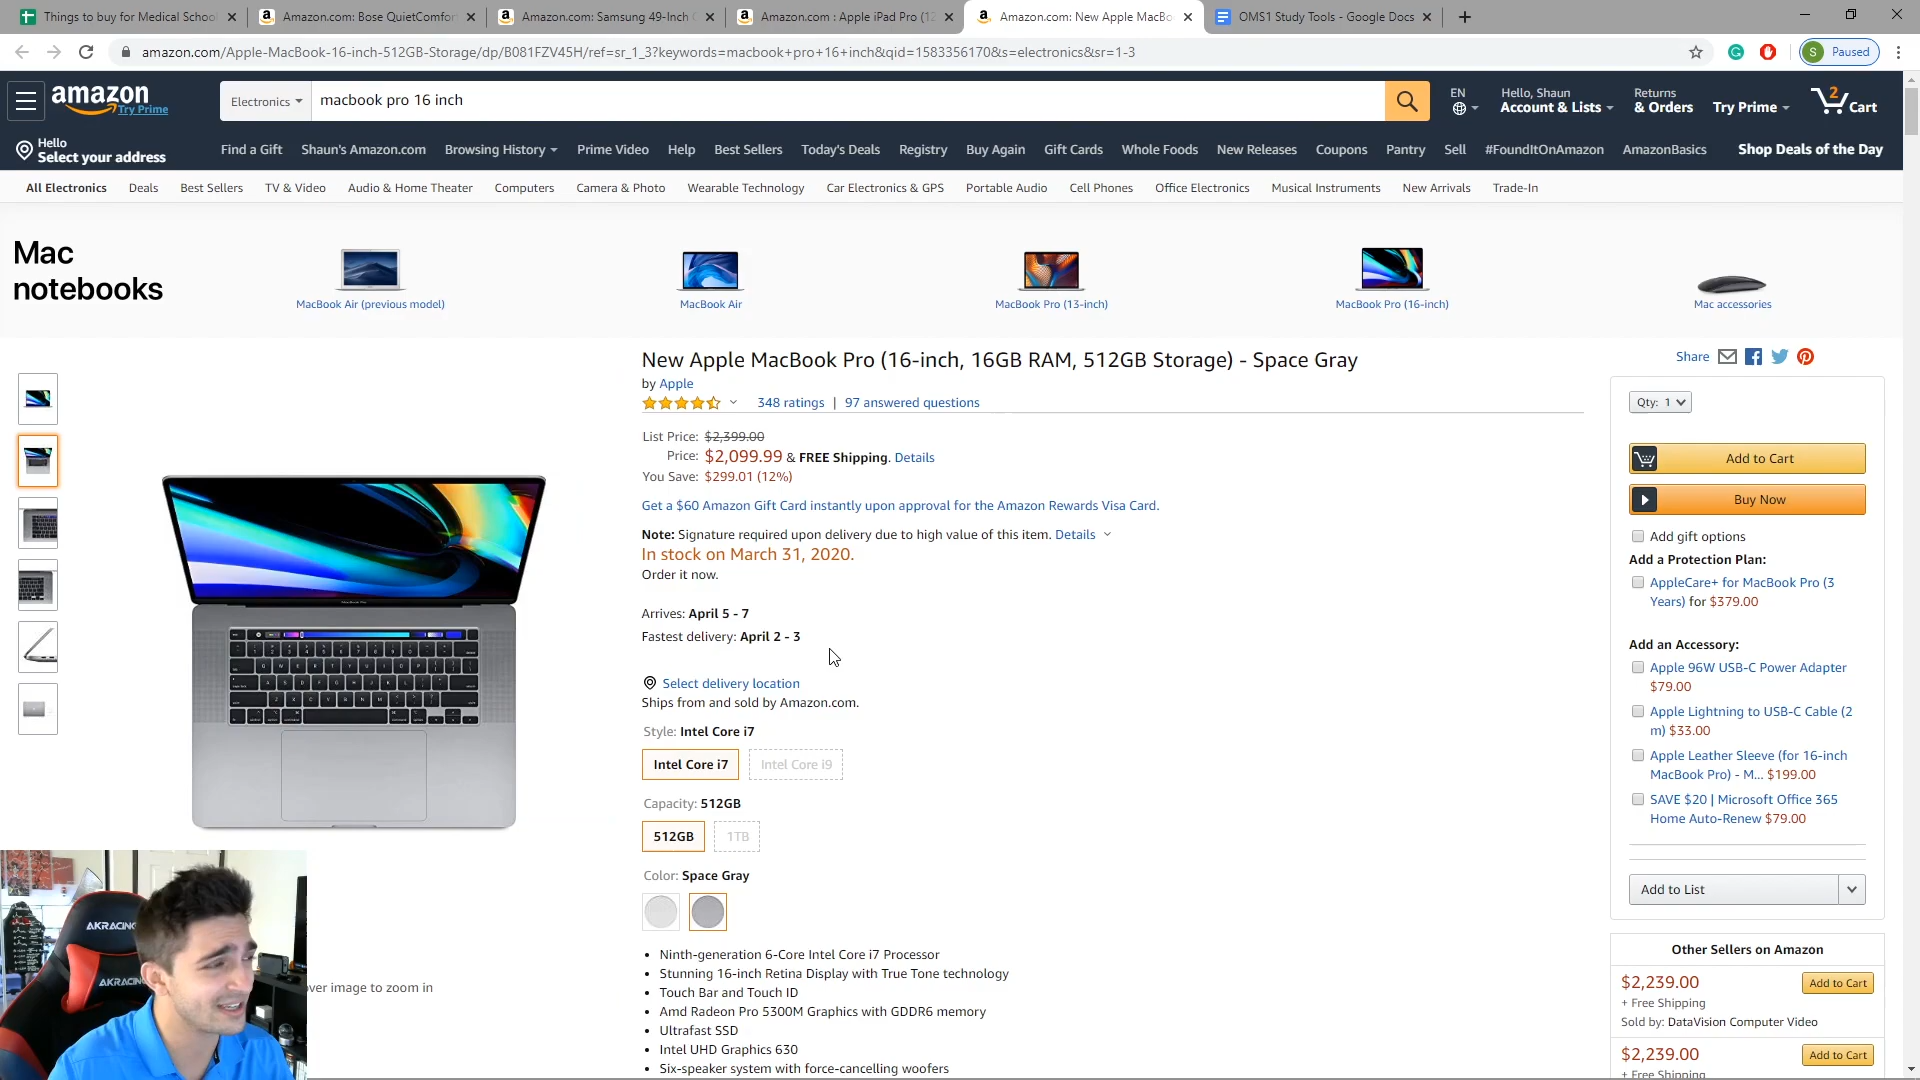 Things to buy for Medical School
Amazon.com: Bose QuietComfor
Amazon.com: Samsung 49-Inch
Amazon.com : Apple iPad Pro (12
Amazon.com: New Apple MacBo
OMS1 Study Tools - Google Docs
amazon.com/Apple-MacBook-16-inch-512GB-Storage/dp/B081FZV45H/ref=sr_1_3?keywords=macbook+pro+16+inch&qid=1583356170&s=electronics&sr=1-3
S Paused
amazon
Try Prime
Electronics
macbook pro 16 inch
EN
Hello, Shaun
Account & Lists
Returns
& Orders
Try Prime
2
Cart
Hello
Select your address
Find a Gift Shaun's Amazon.com Browsing History Prime Video Help Best Sellers Today's Deals Registry Buy Again Gift Cards Whole Foods New Releases Coupons Pantry Sell #FoundItOnAmazon AmazonBasics Shop Deals of the Day
All Electronics Deals Best Sellers TV & Video Audio & Home Theater Computers Camera & Photo Wearable Technology Car Electronics & GPS Portable Audio Cell Phones Office Electronics Musical Instruments New Arrivals Trade-In
Mac
notebooks
MacBook Air (previous model)
MacBook Air
MacBook Pro (13-inch)
MacBook Pro (16-inch)
Mac accessories
New Apple MacBook Pro (16-inch, 16GB RAM, 512GB Storage) - Space Gray
by Apple
348 ratings | 97 answered questions
List Price: $2,399.00
Price: $2,099.99 & FREE Shipping. Details
You Save: $299.01 (12%)
Get a $60 Amazon Gift Card instantly upon approval for the Amazon Rewards Visa Card.
Note: Signature required upon delivery due to high value of this item. Details
In stock on March 31, 2020.
Order it now.
Arrives: April 5 - 7
Fastest delivery: April 2 - 3
Select delivery location
Ships from and sold by Amazon.com.
Style: Intel Core i7
Intel Core i7
Intel Core i9
Capacity: 512GB
512GB
1TB
Color: Space Gray
• Ninth-generation 6-Core Intel Core i7 Processor
• Stunning 16-inch Retina Display with True Tone technology
• Touch Bar and Touch ID
• Amd Radeon Pro 5300M Graphics with GDDR6 memory
• Ultrafast SSD
• Intel UHD Graphics 630
• Six-speaker system with force-cancelling woofers
Share
Qty: 1
Add to Cart
Buy Now
Add gift options
Add a Protection Plan:
AppleCare+ for MacBook Pro (3
Years) for $379.00
Add an Accessory:
Apple 96W USB-C Power Adapter
$79.00
Apple Lightning to USB-C Cable (2
m) $33.00
Apple Leather Sleeve (for 16-inch
MacBook Pro) - M... $199.00
SAVE $20 | Microsoft Office 365
Home Auto-Renew $79.00
Add to List
Other Sellers on Amazon
$2,239.00
Add to Cart
+ Free Shipping
Sold by: DataVision Computer Video
$2,239.00
Add to Cart
+ Free Shipping
ver image to zoom in
AKRACING
AKRACING